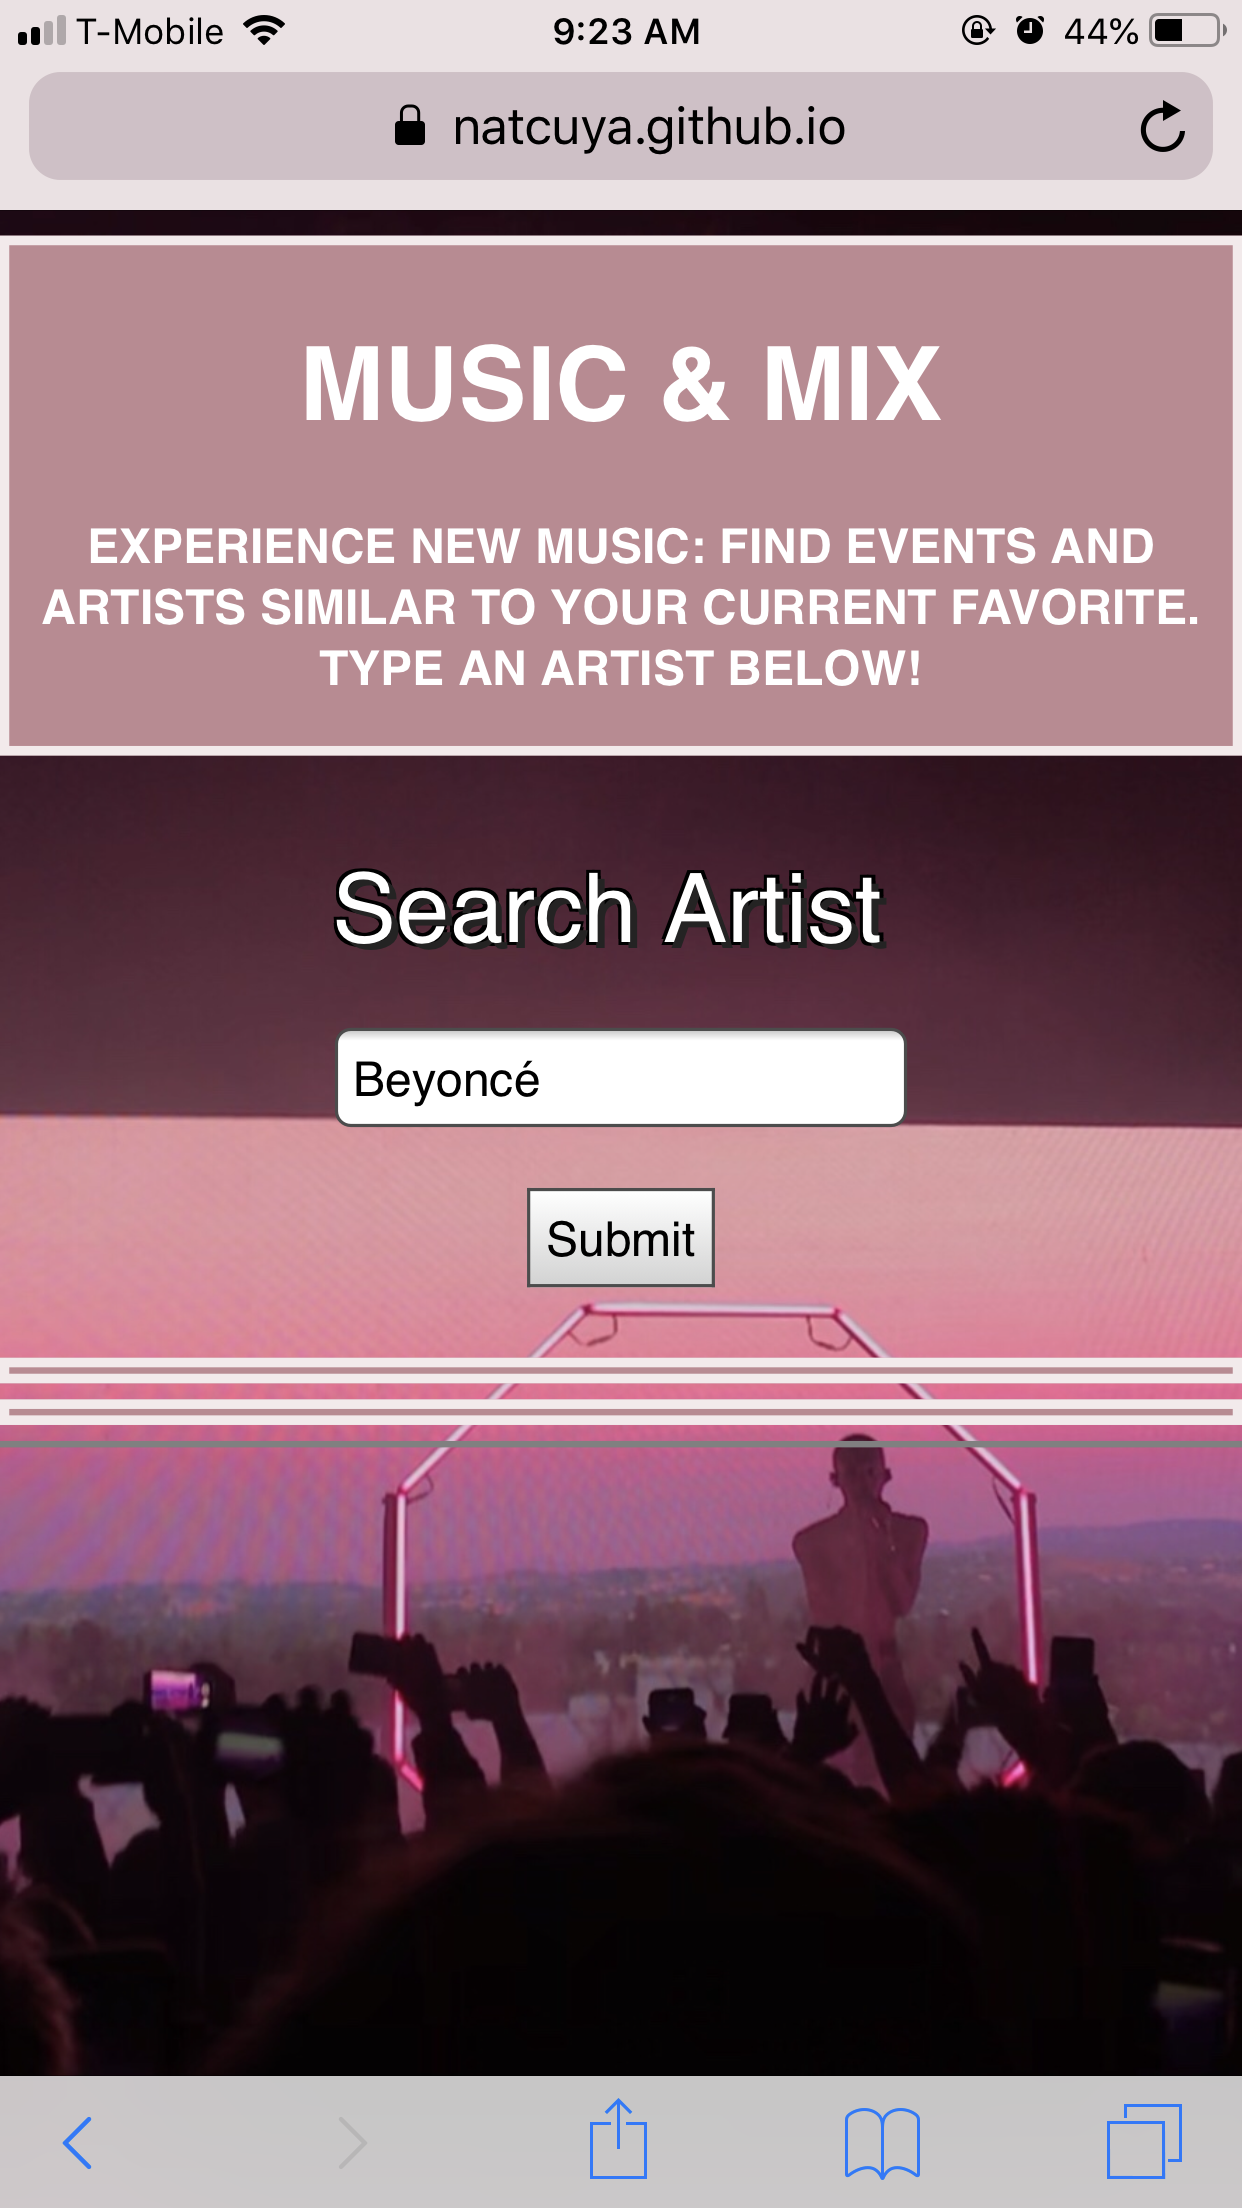 T-Mobile 9:23 AM 44%
natcuya.github.io
MUSIC & MIX
EXPERIENCE NEW MUSIC: FIND EVENTS AND
ARTISTS SIMILAR TO YOUR CURRENT FAVORITE.
TYPE AN ARTIST BELOW!
Search Artist
Beyoncé
Submit